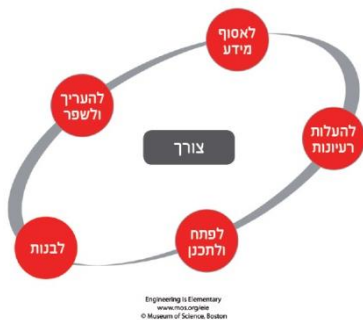 לאסוף
מידע
להעלות
רעיונות
לפתח
ולתכנן
לבנות
להעריך
ולשפר
צורך
Engineering is Elementary
www.mos.org/eie
© Museum of Science, Boston